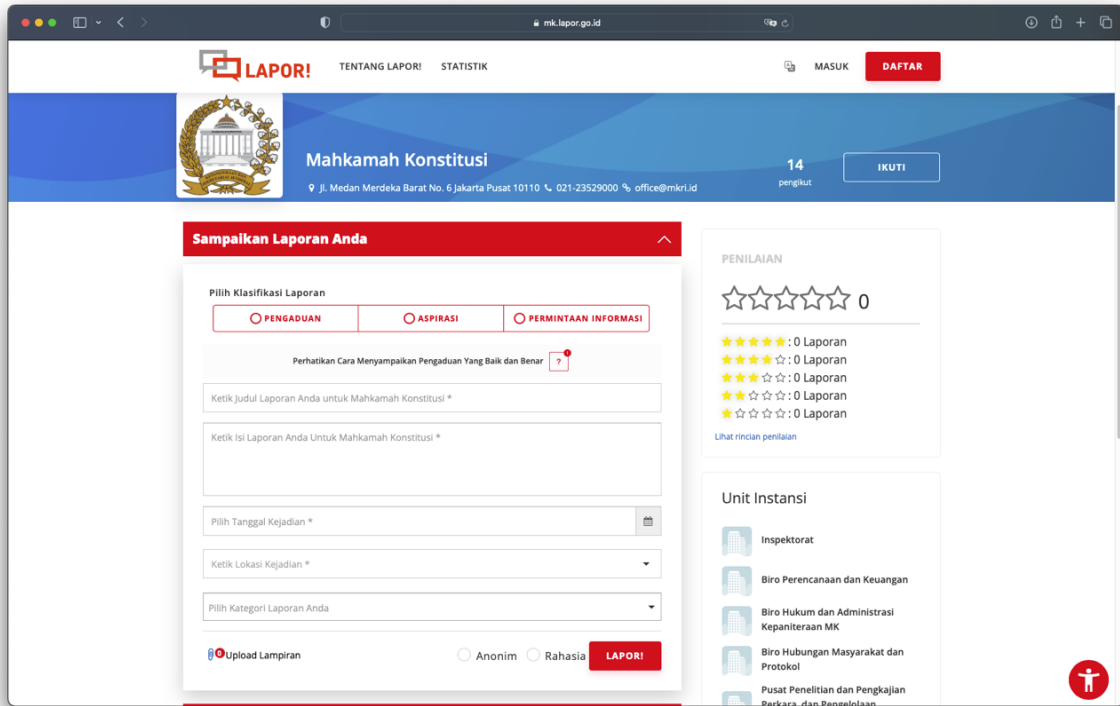 mk.lapor.go.id
LAPOR!
TENTANG LAPOR!
STATISTIK
MASUK
DAFTAR
Mahkamah Konstitusi
Jl. Medan Merdeka Barat No. 6 Jakarta Pusat 10110 021-23529000 office@mkri.id
14
pengikut
IKUTI
Sampaikan Laporan Anda
Pilih Klasifikasi Laporan
PENGADUAN
ASPIRASI
PERMINTAAN INFORMASI
Perhatikan Cara Menyampaikan Pengaduan Yang Baik dan Benar ?
Ketik Judul Laporan Anda untuk Mahkamah Konstitusi *
Ketik Isi Laporan Anda Untuk Mahkamah Konstitusi *
Pilih Tanggal Kejadian *
Ketik Lokasi Kejadian *
Pilih Kategori Laporan Anda
0 Upload Lampiran
Anonim
Rahasia
LAPOR!
PENILAIAN
0
: 0 Laporan
: 0 Laporan
: 0 Laporan
: 0 Laporan
: 0 Laporan
Lihat rincian penilaian
Unit Instansi
Inspektorat
Biro Perencanaan dan Keuangan
Biro Hukum dan Administrasi
Kepaniteraan MK
Biro Hubungan Masyarakat dan
Protokol
Pusat Penelitian dan Pengkajian
Perkara, dan Pengelolaan